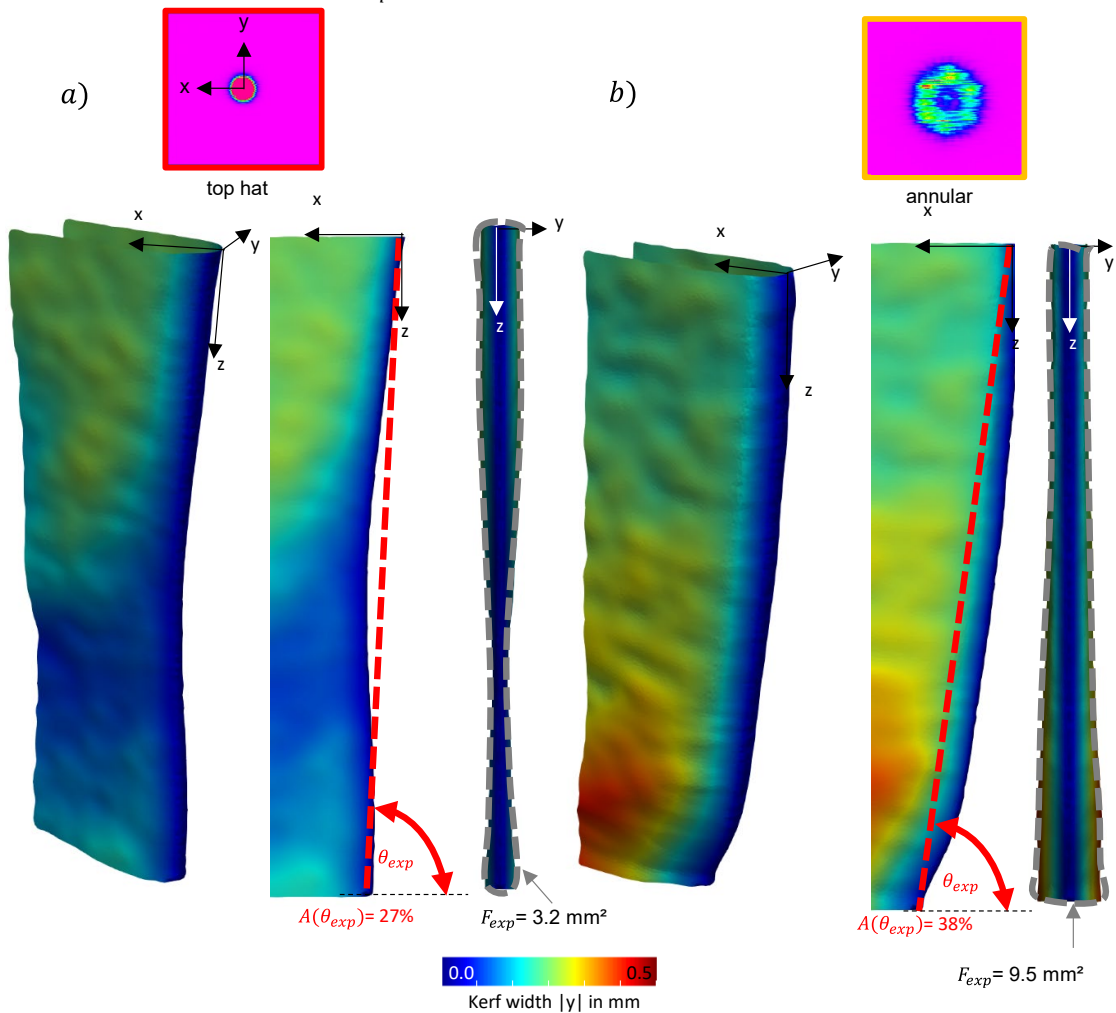 p
a)
y
x
top hat
b)
annular
x
y
z
x
z
y
z
x
y
z
x
z
y
z
θexp
A(θexp)= 27%
Fexp= 3.2 mm²
θexp
A(θexp)= 38%
Fexp= 9.5 mm²
0.0 0.5
Kerf width |y| in mm